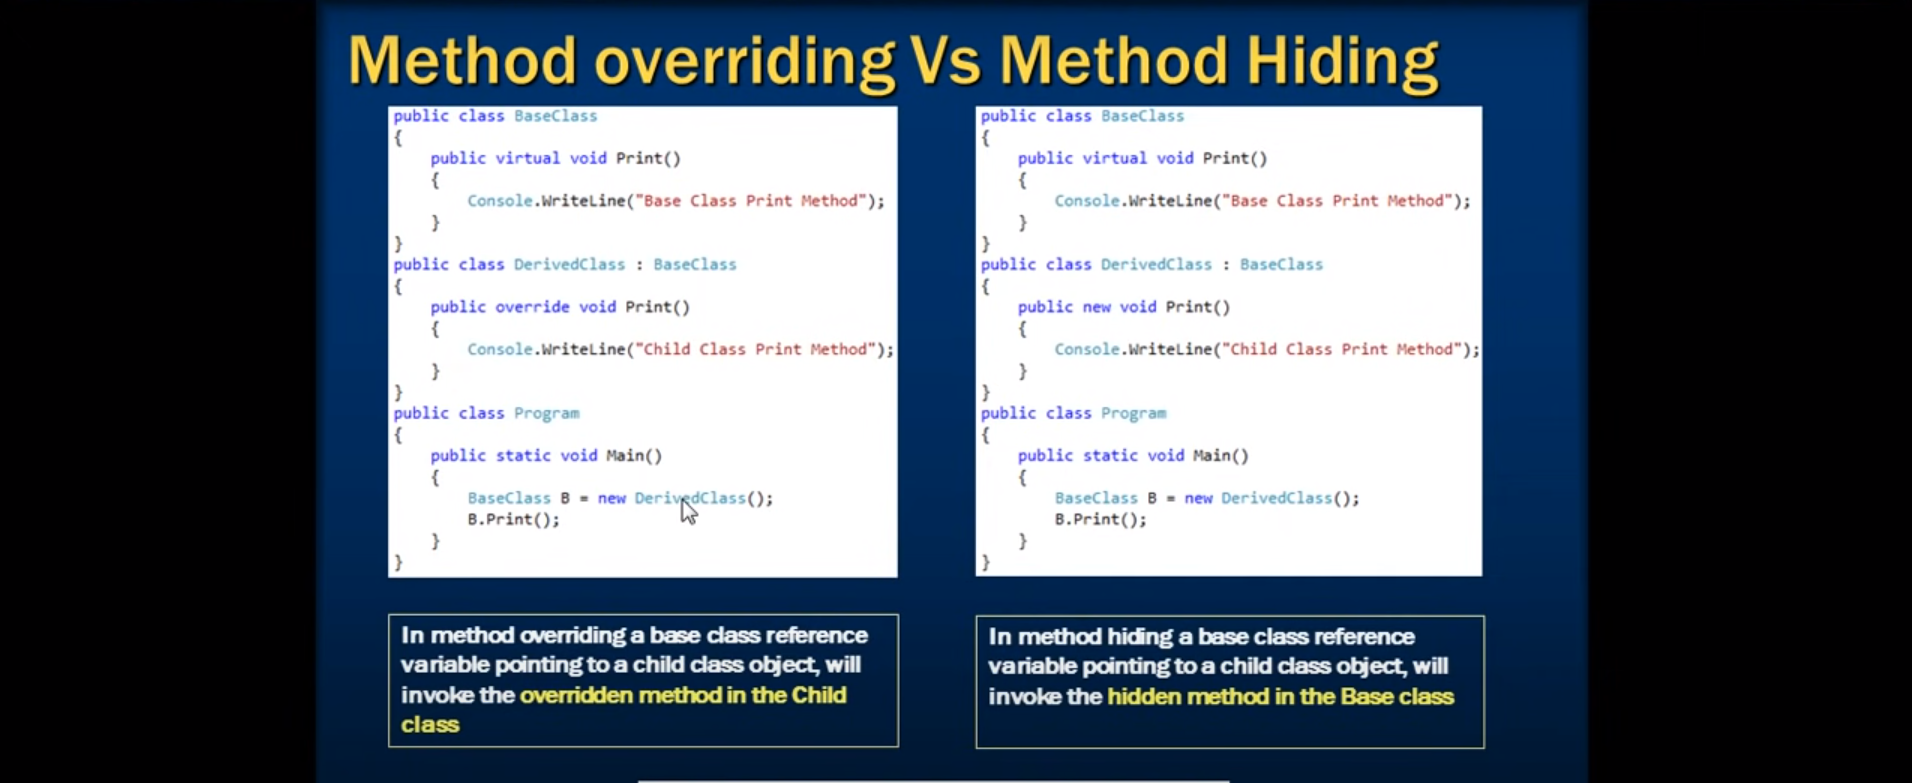 Method overriding Vs Method Hiding
public class BaseClass
{
public virtual void Print()
{
Console.WriteLine("Base Class Print Method");
}
}
public class DerivedClass : BaseClass
{
public override void Print()
{
Console.WriteLine("Child Class Print Method");
}
}
public class Program
{
public static void Main()
{
BaseClass B = new DerivedClass();
B.Print();
}
}
In method overriding a base class reference
variable pointing to a child class object, will
invoke the overridden method in the Child
class
public class BaseClass
{
public virtual void Print()
{
Console.WriteLine("Base Class Print Method");
}
}
public class DerivedClass : BaseClass
{
public new void Print()
{
Console.WriteLine("Child Class Print Method");
}
}
public class Program
{
public static void Main()
{
BaseClass B = new DerivedClass();
B.Print();
}
}
In method hiding a base class reference
variable pointing to a child class object, will
invoke the hidden method in the Base class